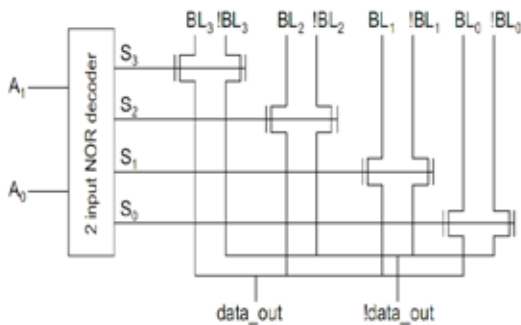 BL₃ !BL₃ BL₂ !BL₂ BL₁ !BL₁ BL₀ !BL₀
S₃
A₁
S₂
2 input NOR decoder
S₁
A₀
S₀
data_out !data_out